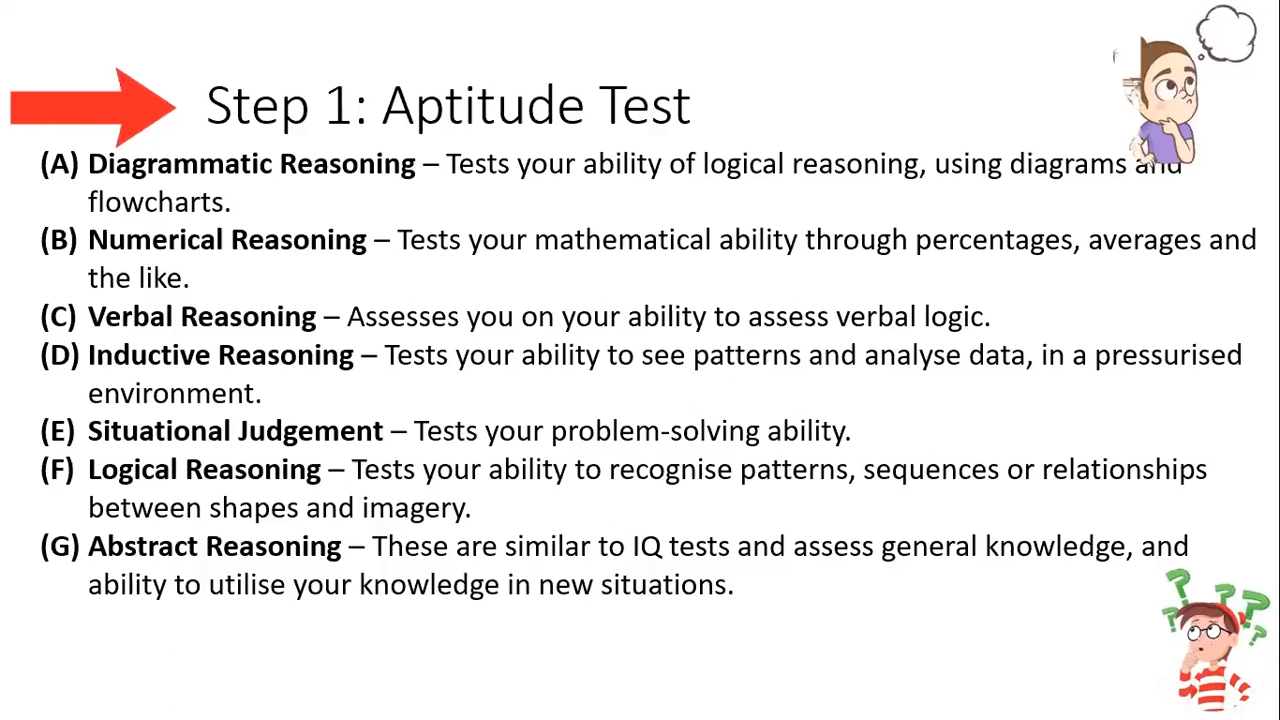 Step 1: Aptitude Test
(A) Diagrammatic Reasoning – Tests your ability of logical reasoning, using diagrams and
flowcharts.
(B) Numerical Reasoning – Tests your mathematical ability through percentages, averages and
the like.
(C) Verbal Reasoning – Assesses you on your ability to assess verbal logic.
(D) Inductive Reasoning – Tests your ability to see patterns and analyse data, in a pressurised
environment.
(E) Situational Judgement – Tests your problem-solving ability.
(F) Logical Reasoning – Tests your ability to recognise patterns, sequences or relationships
between shapes and imagery.
(G) Abstract Reasoning – These are similar to IQ tests and assess general knowledge, and
ability to utilise your knowledge in new situations.